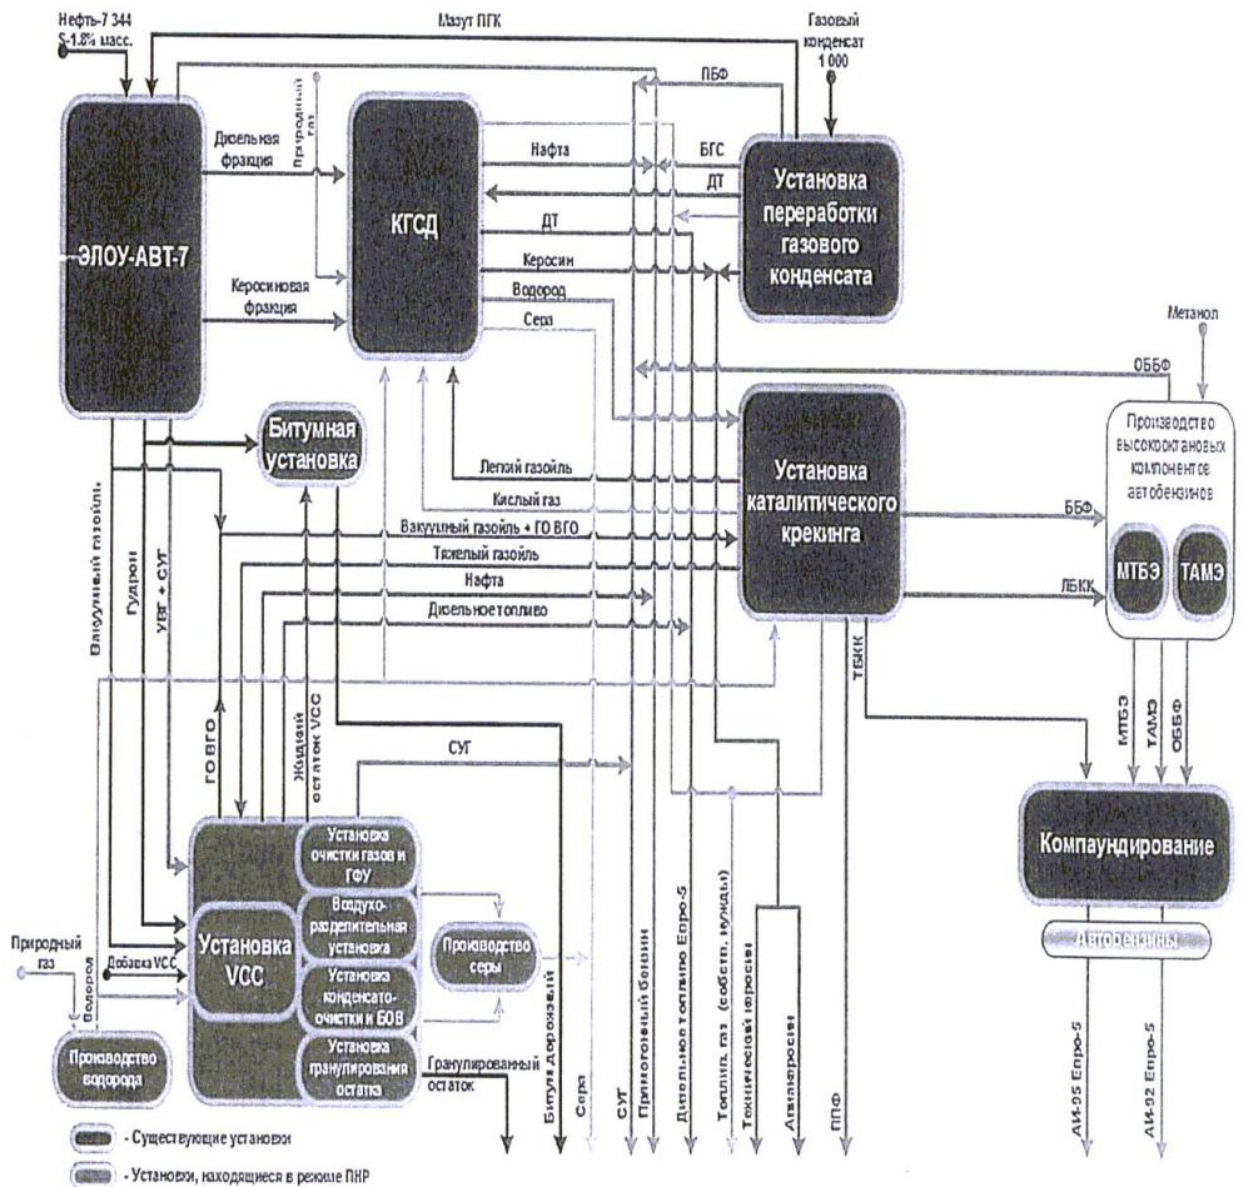 Нефть-7 344
S-1.8% масс.
Мазут ПГК
Газовый
конденсат
1 000
ПБФ
Природный
газ
Дизельная
фракция
Нафта
БГС
ДТ
Установка
переработки
газового
конденсата
ЭЛОУ-АВТ-7
КГСД
ДТ
Керосин
Керосиновая
фракция
Водород
Сера
Метанол
ОББФ
Производство
высокооктановых
компонентов
автобензинов
Битумная
установка
Легкий газойль
Кислый газ
Установка
каталитического
крекинга
ББФ
Вакуумный газойль + ГО ВГО
Тяжелый газойль
МТБЭ
ТАМЭ
Нафта
ЛБКК
Дизельное топливо
Вакуумный газойль
Гудрон
УВГ + СУГ
ТБКК
ГО ВГО
Жидкий
остаток VCC
СУГ
МТБЭ
ТАМЭ
ОББФ
Установка
очистки газов и
ГФУ
Компаундирование
Воздухо-
разделительная
установка
Установка
VCC
Производство
серы
Автобензины
Природный
газ
Добавка VCC
Водород
Установка
конденсато-
очистки и БОВ
Производство
водорода
Установка
гранулирования
остатка
Гранулированный
остаток
Битум дорожный
Сера
СУГ
Прямогонный бензин
Дизельное топливо Евро-5
Топлив. газ (собств. нужды)
Технический керосин
Авиакеросин
ППФ
АИ-95 Евро-5
АИ-92 Евро-5
- Существующие установки
- Установки, находящиеся в режиме ПНР